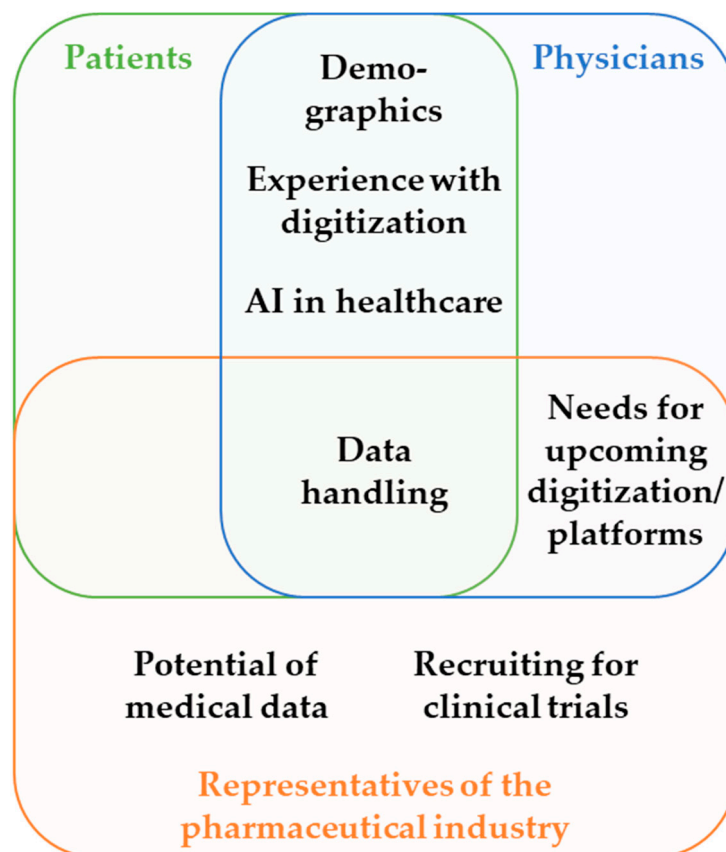 Patients
Physicians
Demo-
graphics
Experience with
digitization
AI in healthcare
Data
handling
Needs for
upcoming
digitization/
platforms
Potential of
medical data
Recruiting for
clinical trials
Representatives of the
pharmaceutical industry